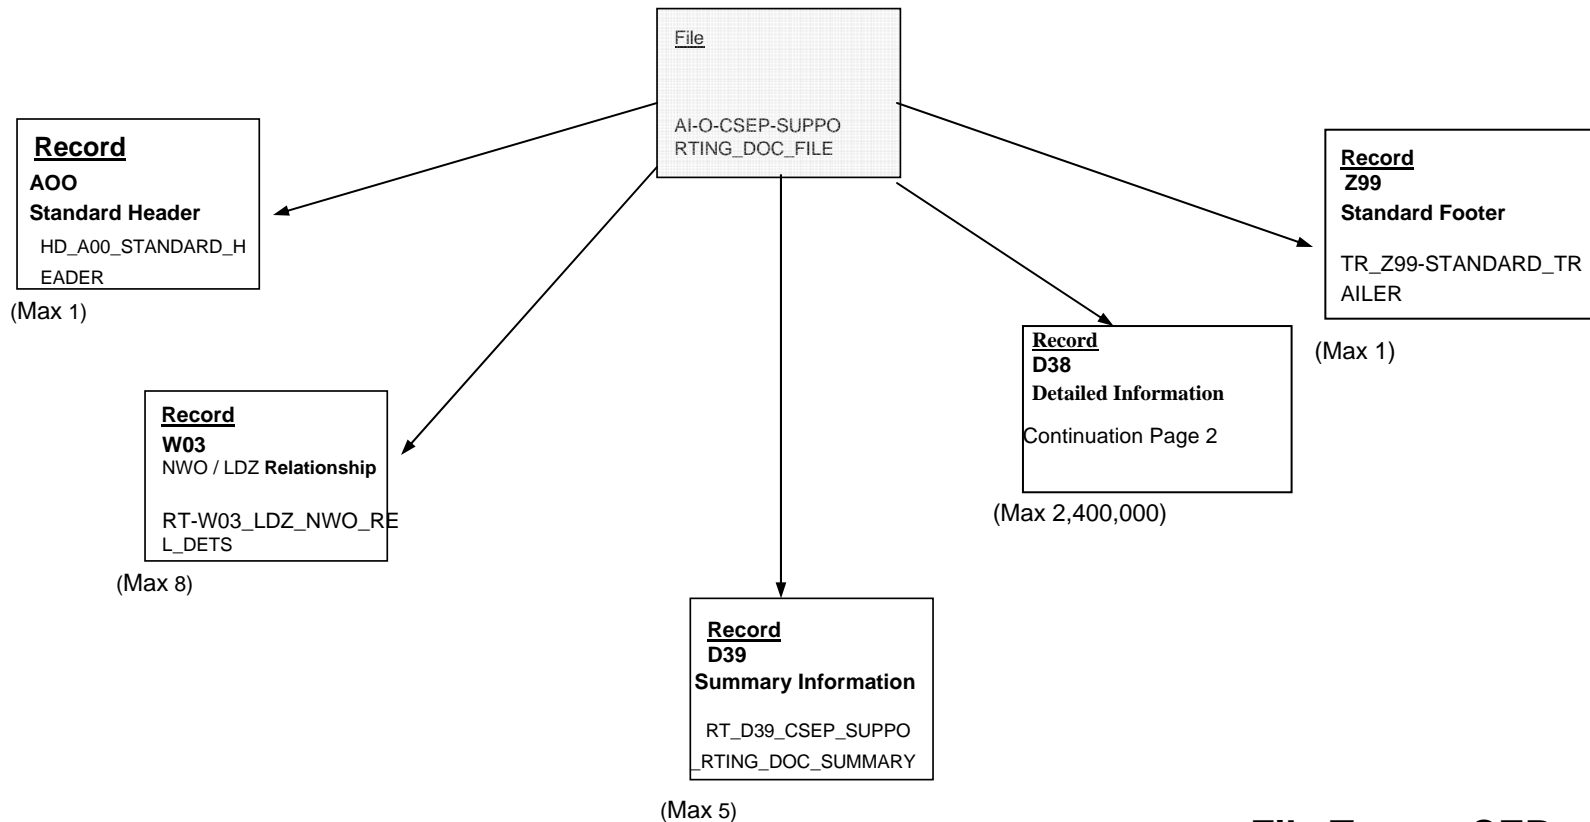 File
AI-O-CSEP-SUPPO
RTING_DOC_FILE
Record
AOO
Standard Header
HD_A00_STANDARD_H
EADER
(Max 1)
Record
Z99
Standard Footer
TR_Z99-STANDARD_TR
AILER
(Max 1)
Record
D38
Detailed Information
Continuation Page 2
(Max 2,400,000)
Record
W03
NWO / LDZ Relationship
RT-W03_LDZ_NWO_RE
L_DETS
(Max 8)
Record
D39
Summary Information
RT_D39_CSEP_SUPPO
_RTING_DOC_SUMMARY
(Max 5)